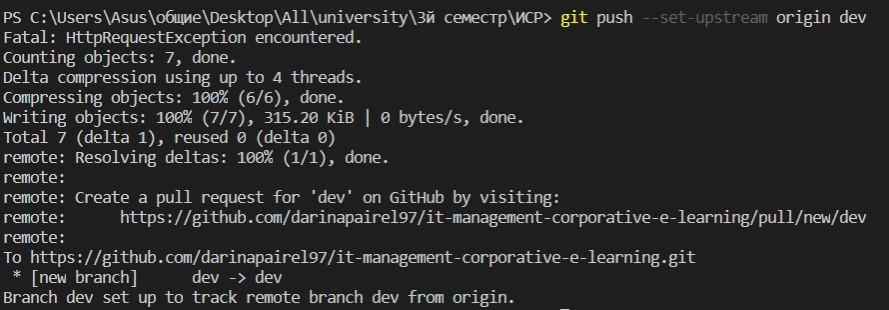 PS C:\Users\Asus\общие\Desktop\All\university\3й семестр\ИСР> git push --set-upstream origin dev
Fatal: HttpRequestException encountered.
Counting objects: 7, done.
Delta compression using up to 4 threads.
Compressing objects: 100% (6/6), done.
Writing objects: 100% (7/7), 315.20 KiB | 0 bytes/s, done.
Total 7 (delta 1), reused 0 (delta 0)
remote: Resolving deltas: 100% (1/1), done.
remote:
remote: Create a pull request for 'dev' on GitHub by visiting:
remote:      https://github.com/darinapairel97/it-management-corporative-e-learning/pull/new/dev
remote:
To https://github.com/darinapairel97/it-management-corporative-e-learning.git
 * [new branch]      dev -> dev
Branch dev set up to track remote branch dev from origin.